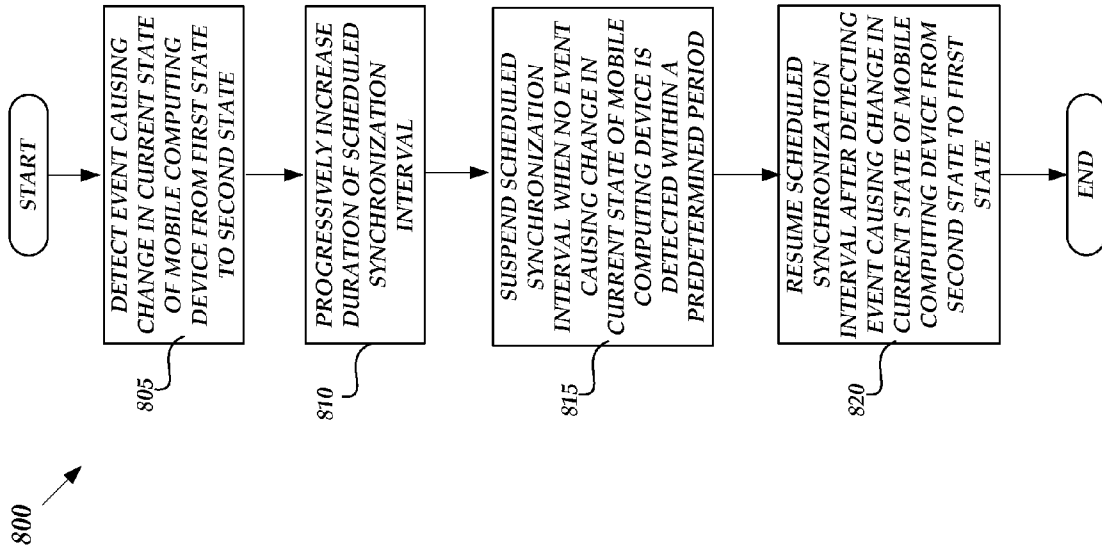 800
START
DETECT EVENT CAUSING
CHANGE IN CURRENT STATE
OF MOBILE COMPUTING
DEVICE FROM FIRST STATE
TO SECOND STATE
805
PROGRESSIVELY INCREASE
DURATION OF SCHEDULED
SYNCHRONIZATION
INTERVAL
810
SUSPEND SCHEDULED
SYNCHRONIZATION
INTERVAL WHEN NO EVENT
CAUSING CHANGE IN
CURRENT STATE OF MOBILE
COMPUTING DEVICE IS
DETECTED WITHIN A
PREDETERMINED PERIOD
815
RESUME SCHEDULED
SYNCHRONIZATION
INTERVAL AFTER DETECTING
EVENT CAUSING CHANGE IN
CURRENT STATE OF MOBILE
COMPUTING DEVICE FROM
SECOND STATE TO FIRST
STATE
820
END